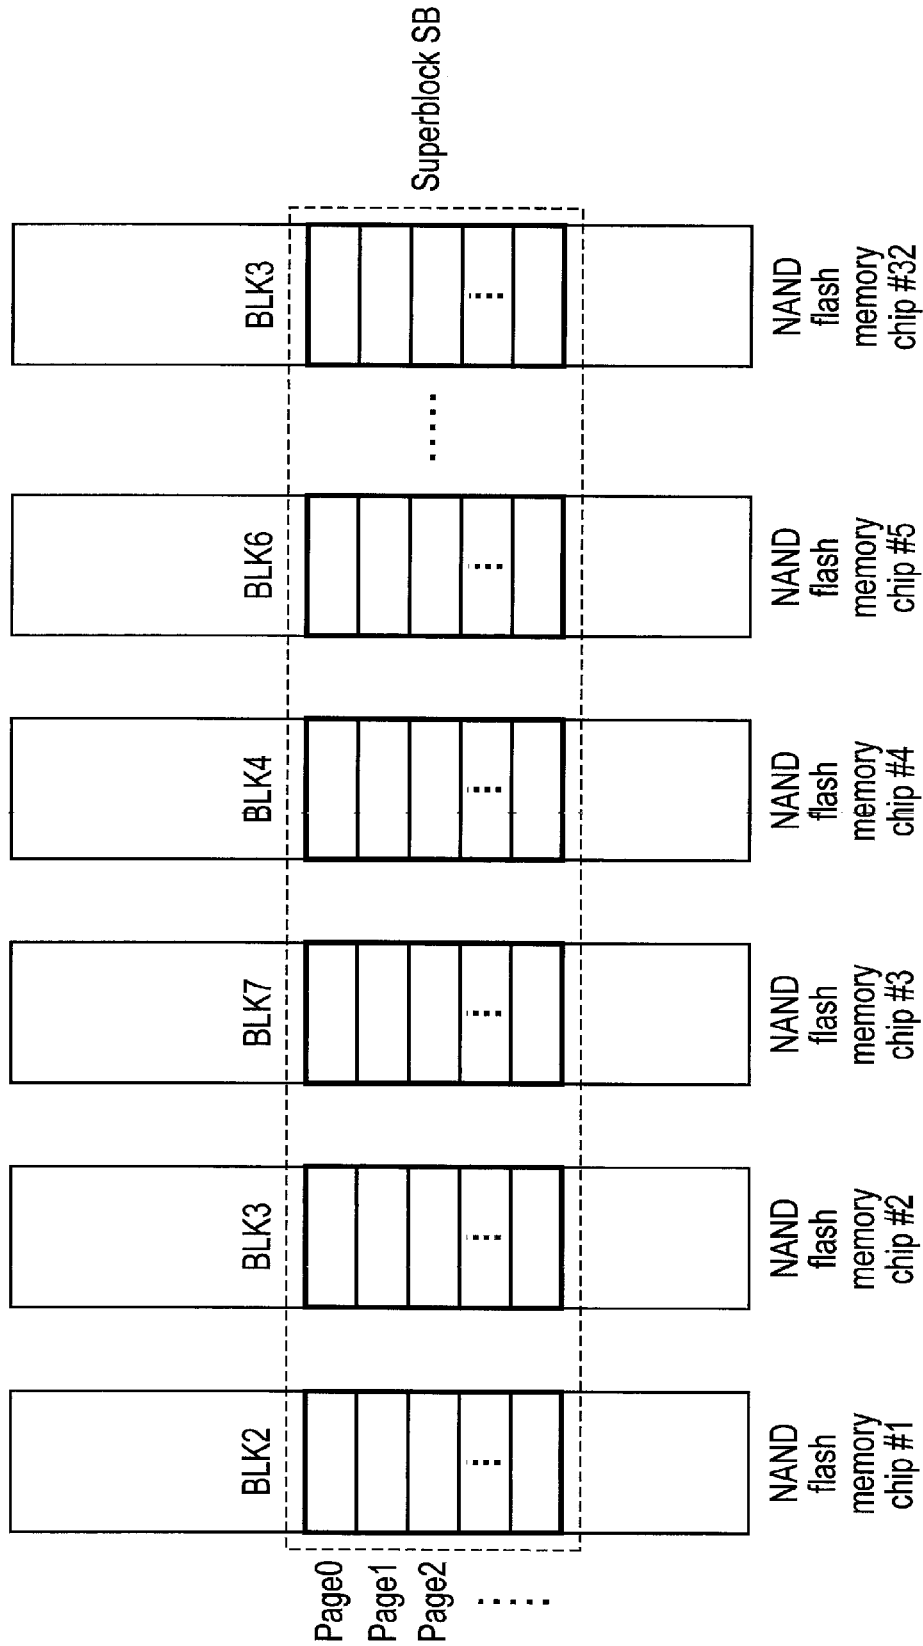 Superblock SB
BLK2
BLK3
BLK7
BLK4
BLK6
BLK3
Page0
Page1
Page2
NAND
flash
memory
chip #1
NAND
flash
memory
chip #2
NAND
flash
memory
chip #3
NAND
flash
memory
chip #4
NAND
flash
memory
chip #5
NAND
flash
memory
chip #32